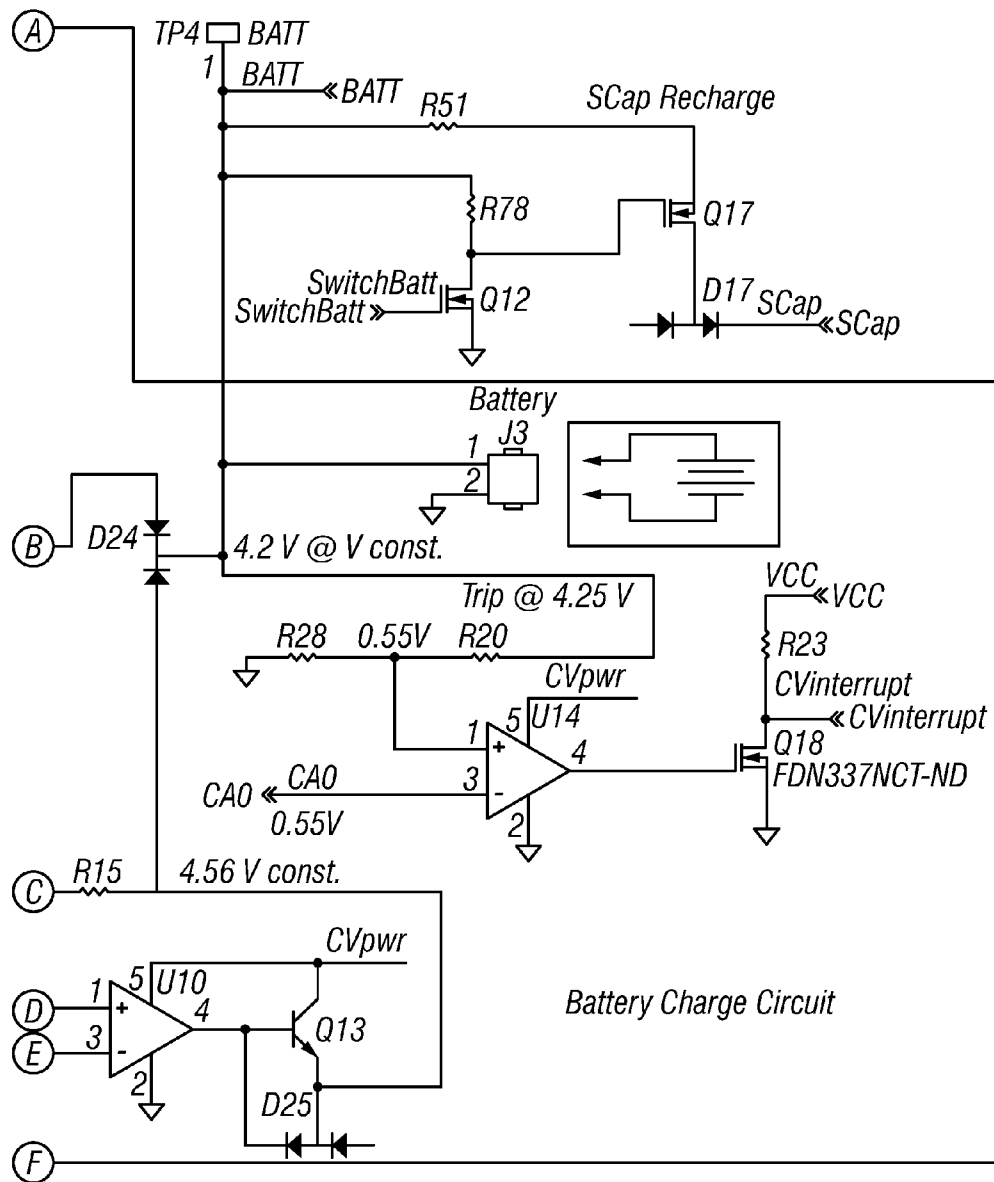 A
TP4 BATT
1
BATT
BATT
R51
SCap Recharge
R78
Q17
SwitchBatt
SwitchBatt
Q12
D17
SCap
SCap
Battery
J3
1
2
B
D24
4.2 V @ V const.
Trip @ 4.25 V
VCC
VCC
R28
0.55V
R20
R23
CVpwr
CVinterrupt
CVinterrupt
5
U14
1
+
4
Q18
FDN337NCT-ND
CA0
CA0
3
-
0.55V
2
C
R15
4.56 V const.
CVpwr
5
U10
D
1
+
4
Q13
Battery Charge Circuit
E
3
-
2
D25
F